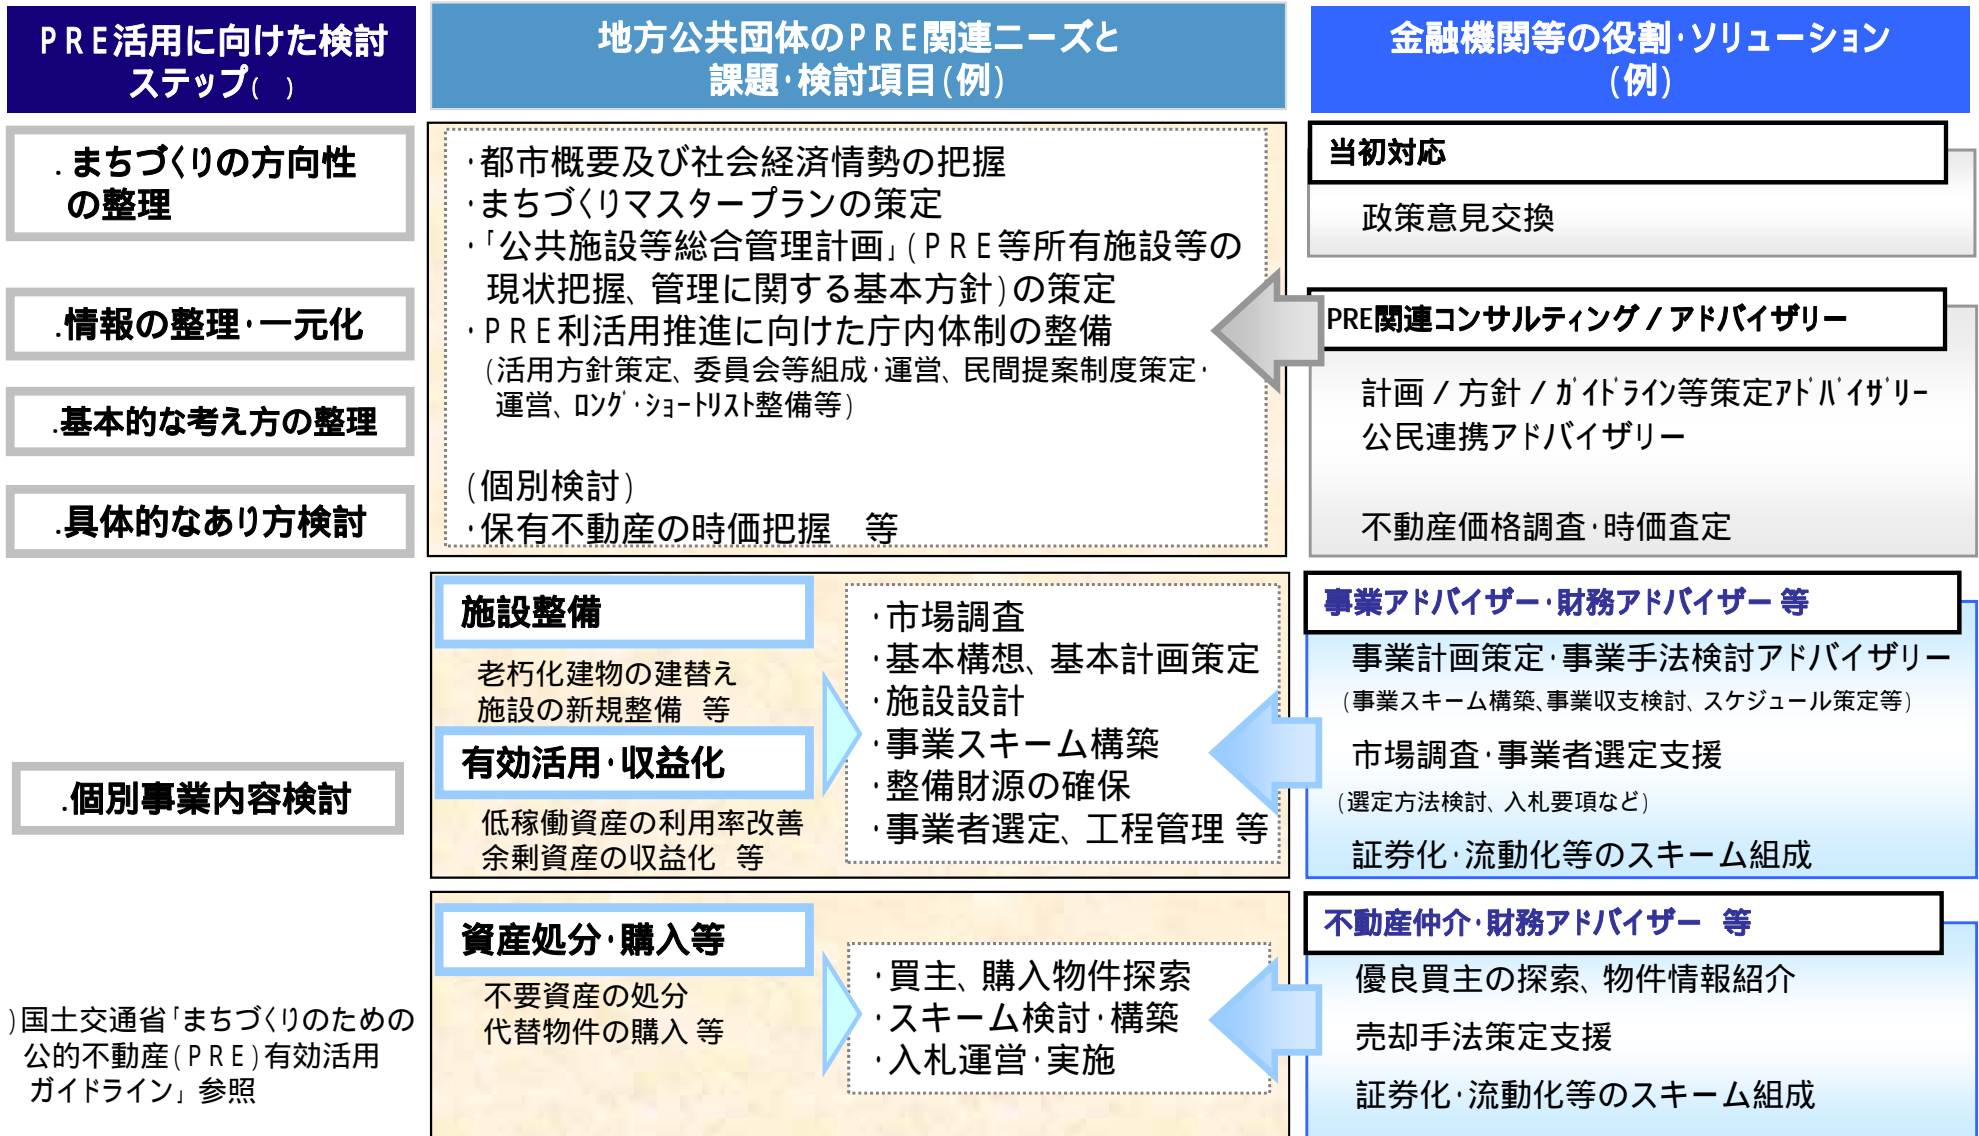 PRE活用に向けた検討
ステップ(　)
.まちづくりの方向性
の整理
.情報の整理・一元化
.基本的な考え方の整理
.具体的なあり方検討
.個別事業内容検討
)国土交通省「まちづくりのための
公的不動産(PRE)有効活用
ガイドライン」参照
地方公共団体のPRE関連ニーズと
課題・検討項目(例)
・都市概要及び社会経済情勢の把握
・まちづくりマスタープランの策定
・「公共施設等総合管理計画」(PRE等所有施設等の
現状把握、管理に関する基本方針)の策定
・PRE利活用推進に向けた庁内体制の整備
(活用方針策定、委員会等組成・運営、民間提案制度策定・
運営、ﾛﾝｸﾞ・ｼｮｰﾄﾘｽﾄ整備等)
(個別検討)
・保有不動産の時価把握　等
施設整備
老朽化建物の建替え
施設の新規整備　等
有効活用・収益化
低稼働資産の利用率改善
余剰資産の収益化　等
・市場調査
・基本構想、基本計画策定
・施設設計
・事業スキーム構築
・整備財源の確保
・事業者選定、工程管理 等
資産処分・購入等
不要資産の処分
代替物件の購入 等
・買主、購入物件探索
・スキーム検討・構築
・入札運営・実施
金融機関等の役割・ソリューション
(例)
当初対応
政策意見交換
PRE関連コンサルティング / アドバイザリー
計画 / 方針 / ｶﾞｲﾄﾞﾗｲﾝ等策定ｱﾄﾞﾊﾞｲｻﾞﾘｰ
公民連携アドバイザリー
不動産価格調査・時価査定
事業アドバイザー・財務アドバイザー 等
事業計画策定・事業手法検討アドバイザリー
(事業スキーム構築、事業収支検討、スケジュール策定等)
市場調査・事業者選定支援
(選定方法検討、入札要項など)
証券化・流動化等のスキーム組成
不動産仲介・財務アドバイザー　等
優良買主の探索、物件情報紹介
売却手法策定支援
証券化・流動化等のスキーム組成